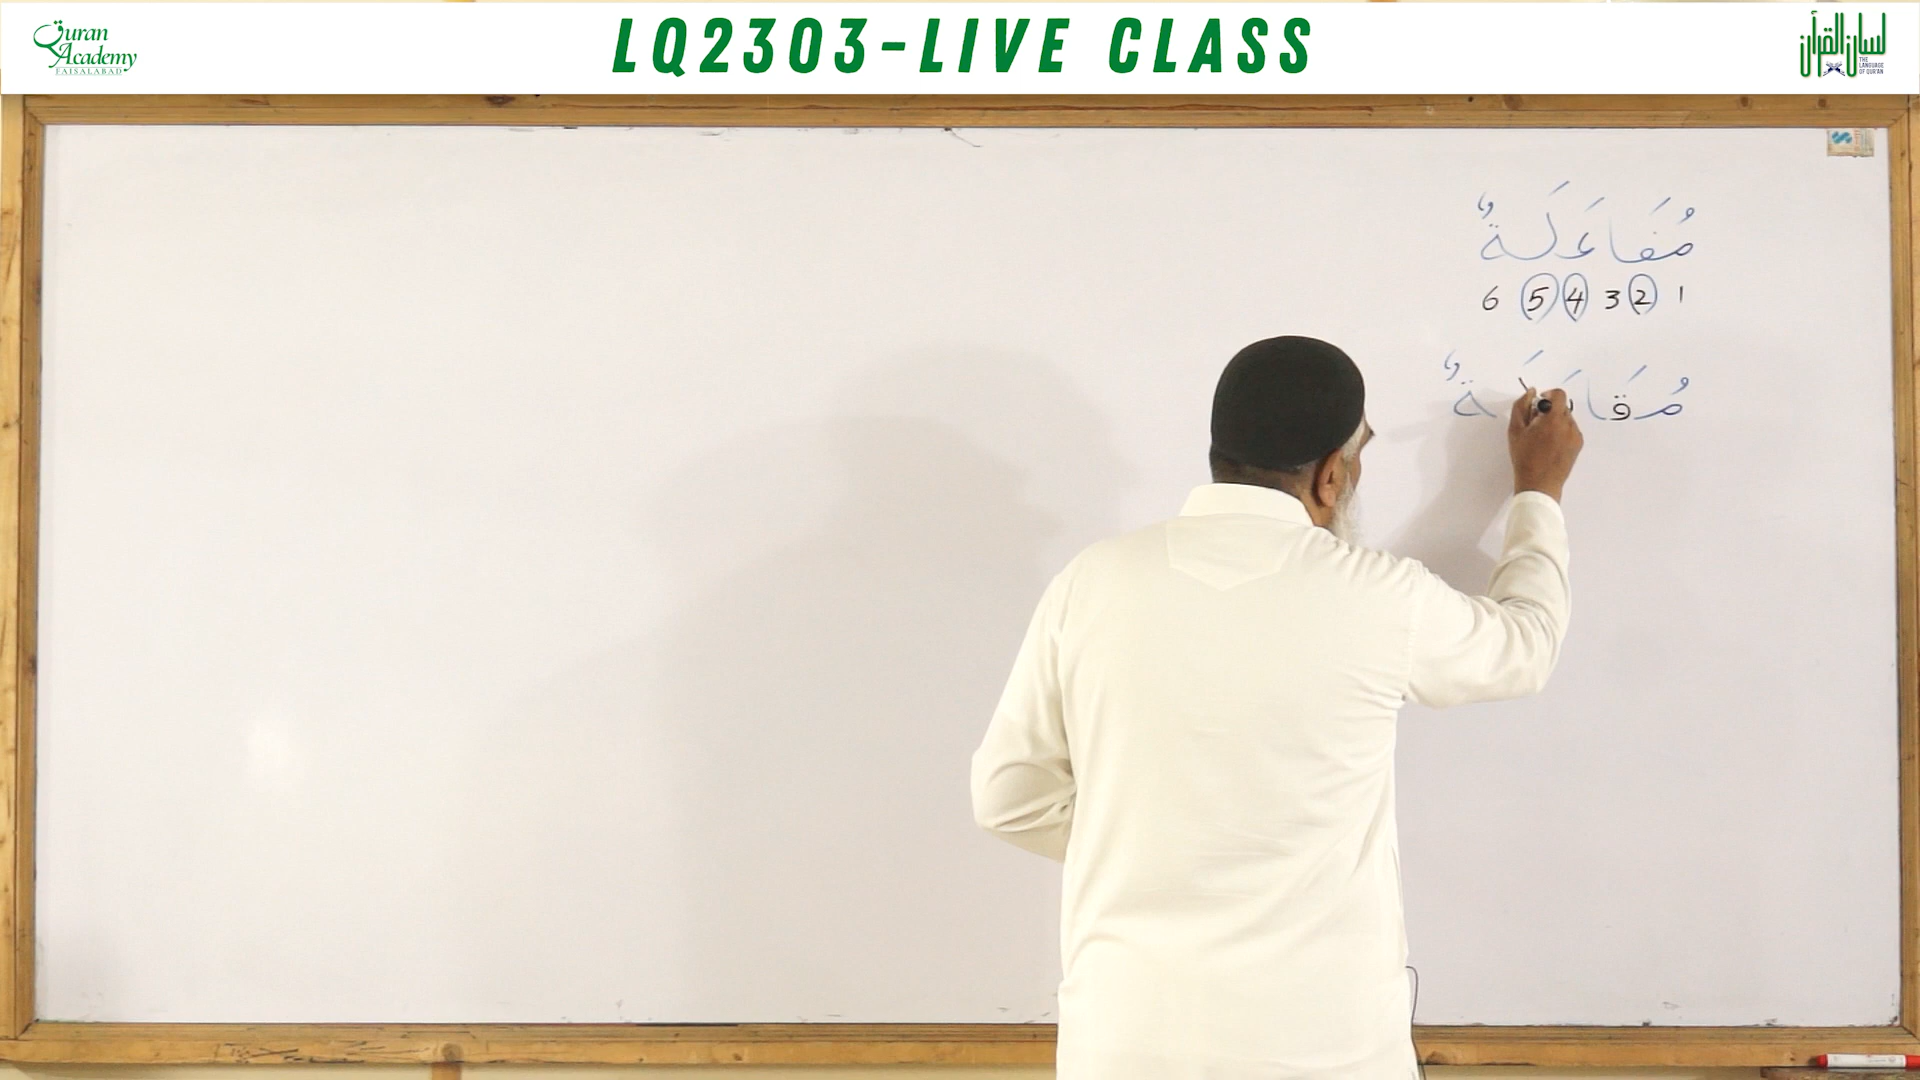 Quran
Academy
FAISALABAD
LQ2303-LIVE CLASS
لسان القرآن
THE
LANGUAGE
OF QUR'AN
مُفَاعَلَةٌ
6 5 4 3 2 1